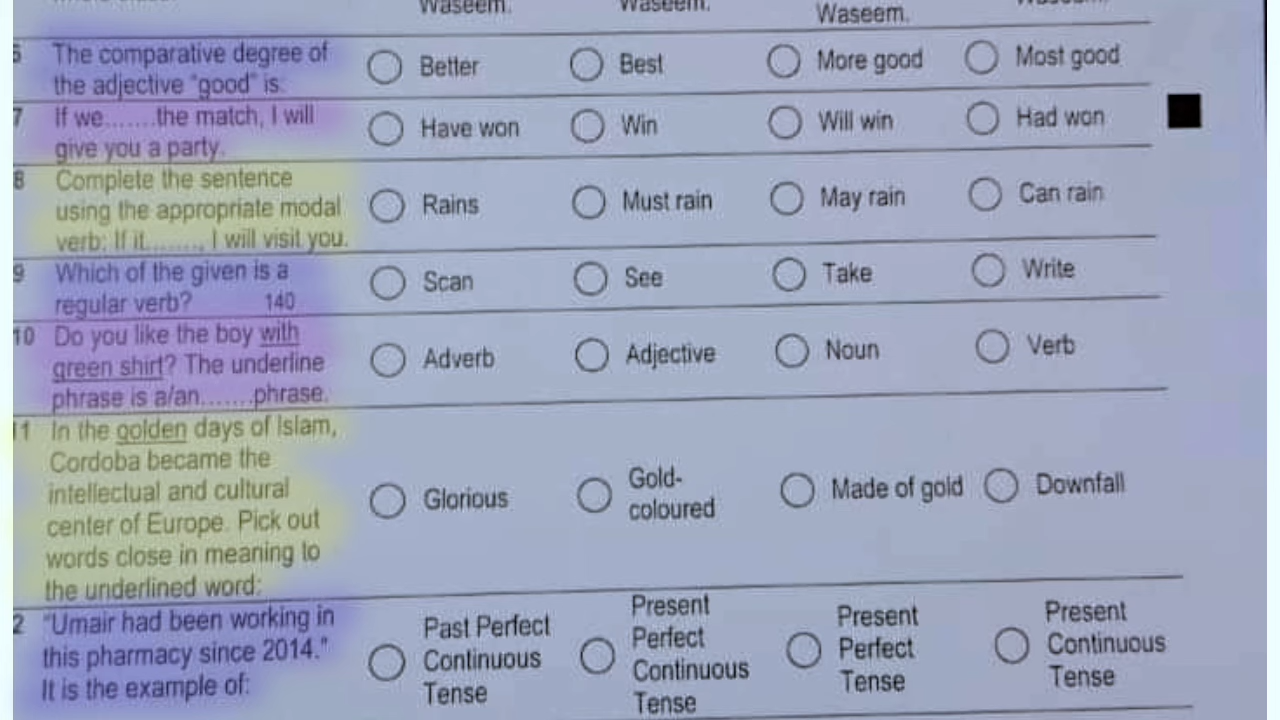 Waseem. Waseem. Waseem.
The comparative degree of
the adjective "good" is:
Better Best More good Most good
7 If we.......the match, I will
give you a party.
Have won Win Will win Had won
8 Complete the sentence
using the appropriate modal
verb: If it........, I will visit you.
Rains Must rain May rain Can rain
9 Which of the given is a
regular verb? 140
Scan See Take Write
10 Do you like the boy with
green shirt? The underline
phrase is a/an.......phrase.
Adverb Adjective Noun Verb
11 In the golden days of Islam,
Cordoba became the
intellectual and cultural
center of Europe. Pick out
words close in meaning to
the underlined word:
Glorious
Gold-
coloured
Made of gold
Downfall
2 "Umair had been working in
this pharmacy since 2014."
It is the example of:
Past Perfect
Continuous
Tense
Present
Perfect
Continuous
Tense
Present
Perfect
Tense
Present
Continuous
Tense